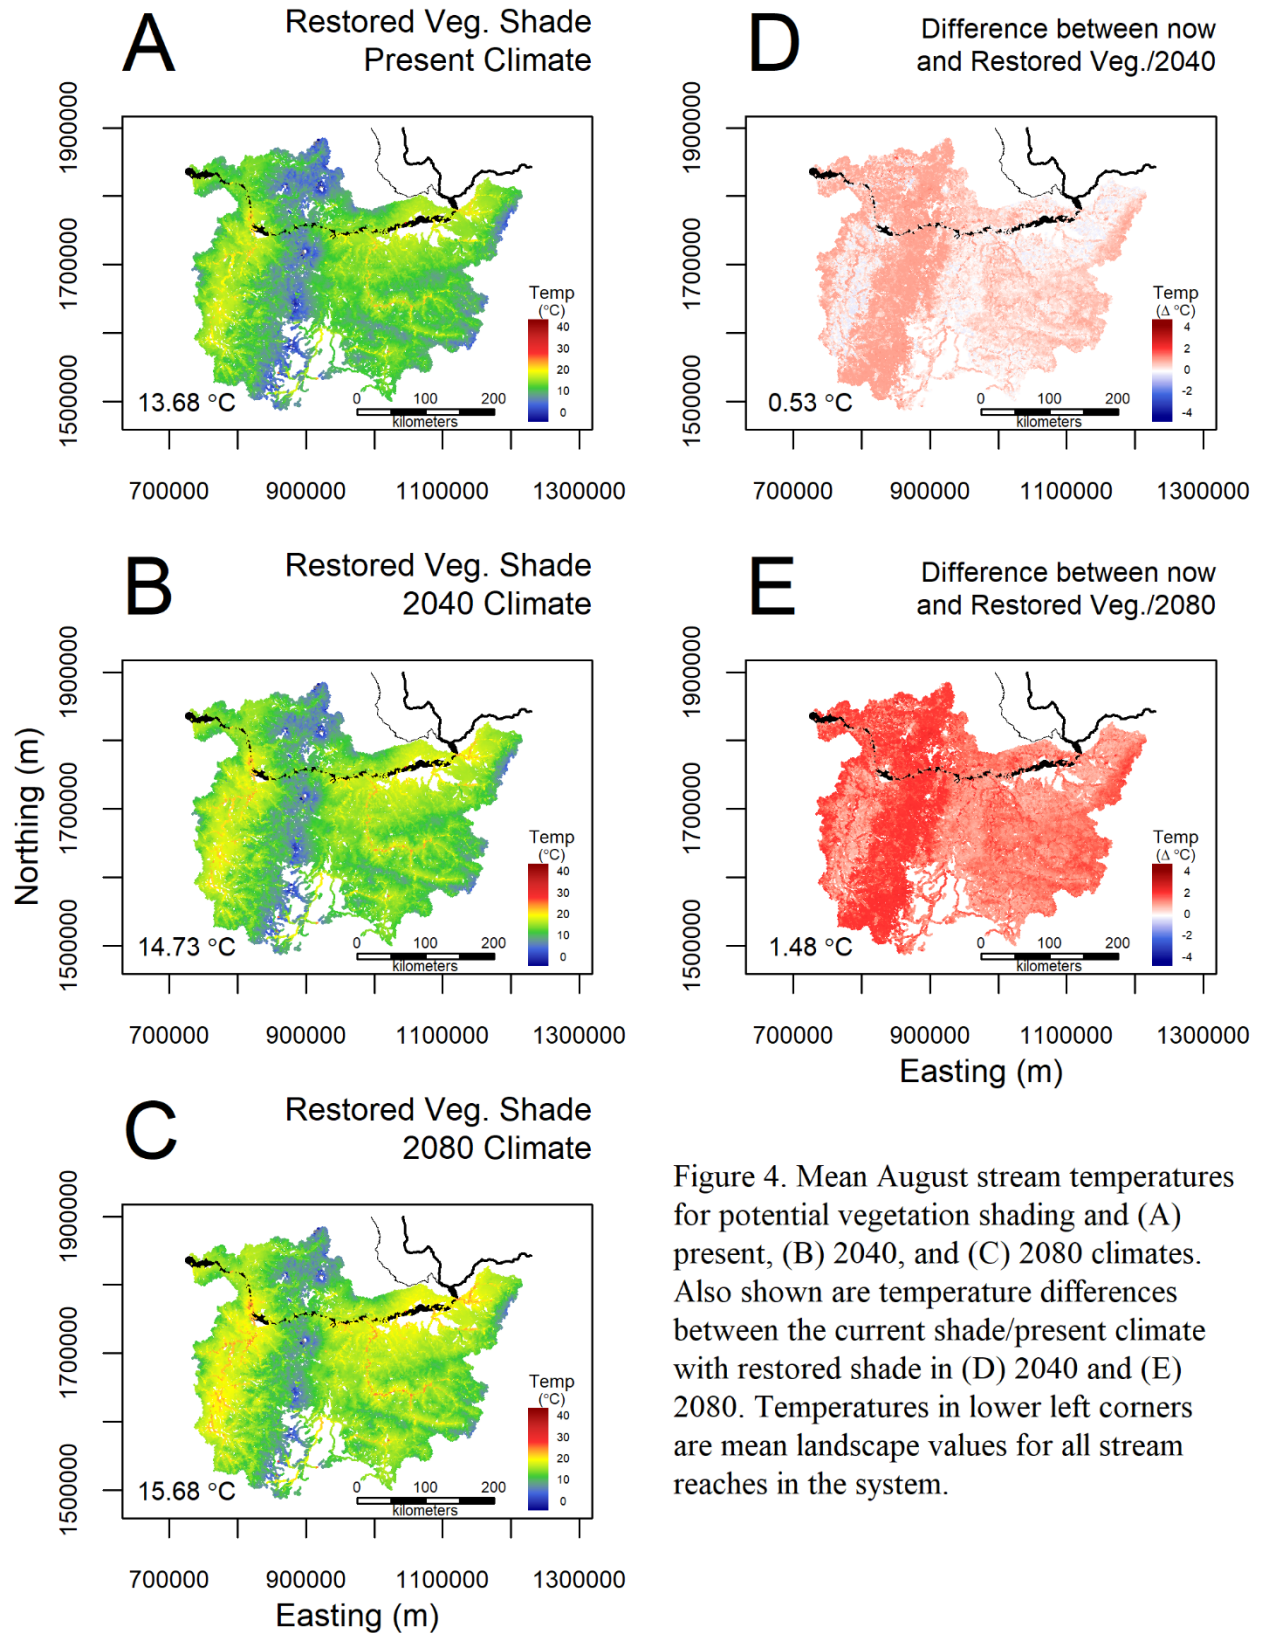 A
Restored Veg. Shade
Present Climate
1900000
1700000
1500000
Temp
(°C)
40
30
20
10
0
13.68 °C
0 100 200
kilometers
700000 900000 1100000 1300000
D
Difference between now
and Restored Veg./2040
1900000
1700000
1500000
Temp
(Δ °C)
4
2
0
-2
-4
0.53 °C
0 100 200
kilometers
700000 900000 1100000 1300000
B
Restored Veg. Shade
2040 Climate
Northing (m)
1900000
1700000
1500000
Temp
(°C)
40
30
20
10
0
14.73 °C
0 100 200
kilometers
700000 900000 1100000 1300000
E
Difference between now
and Restored Veg./2080
1900000
1700000
1500000
Temp
(Δ °C)
4
2
0
-2
-4
1.48 °C
0 100 200
kilometers
700000 900000 1100000 1300000
Easting (m)
C
Restored Veg. Shade
2080 Climate
1900000
1700000
1500000
Temp
(°C)
40
30
20
10
0
15.68 °C
0 100 200
kilometers
700000 900000 1100000 1300000
Easting (m)
Figure 4. Mean August stream temperatures
for potential vegetation shading and (A)
present, (B) 2040, and (C) 2080 climates.
Also shown are temperature differences
between the current shade/present climate
with restored shade in (D) 2040 and (E)
2080. Temperatures in lower left corners
are mean landscape values for all stream
reaches in the system.